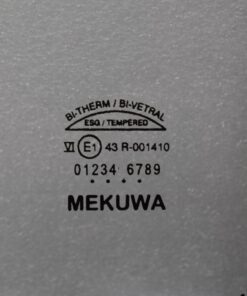 BI-THERM / BI-VETRAL
ESG / TEMPERED
VI E1 43 R-001410
01234 6789
• • • •
MEKUWA